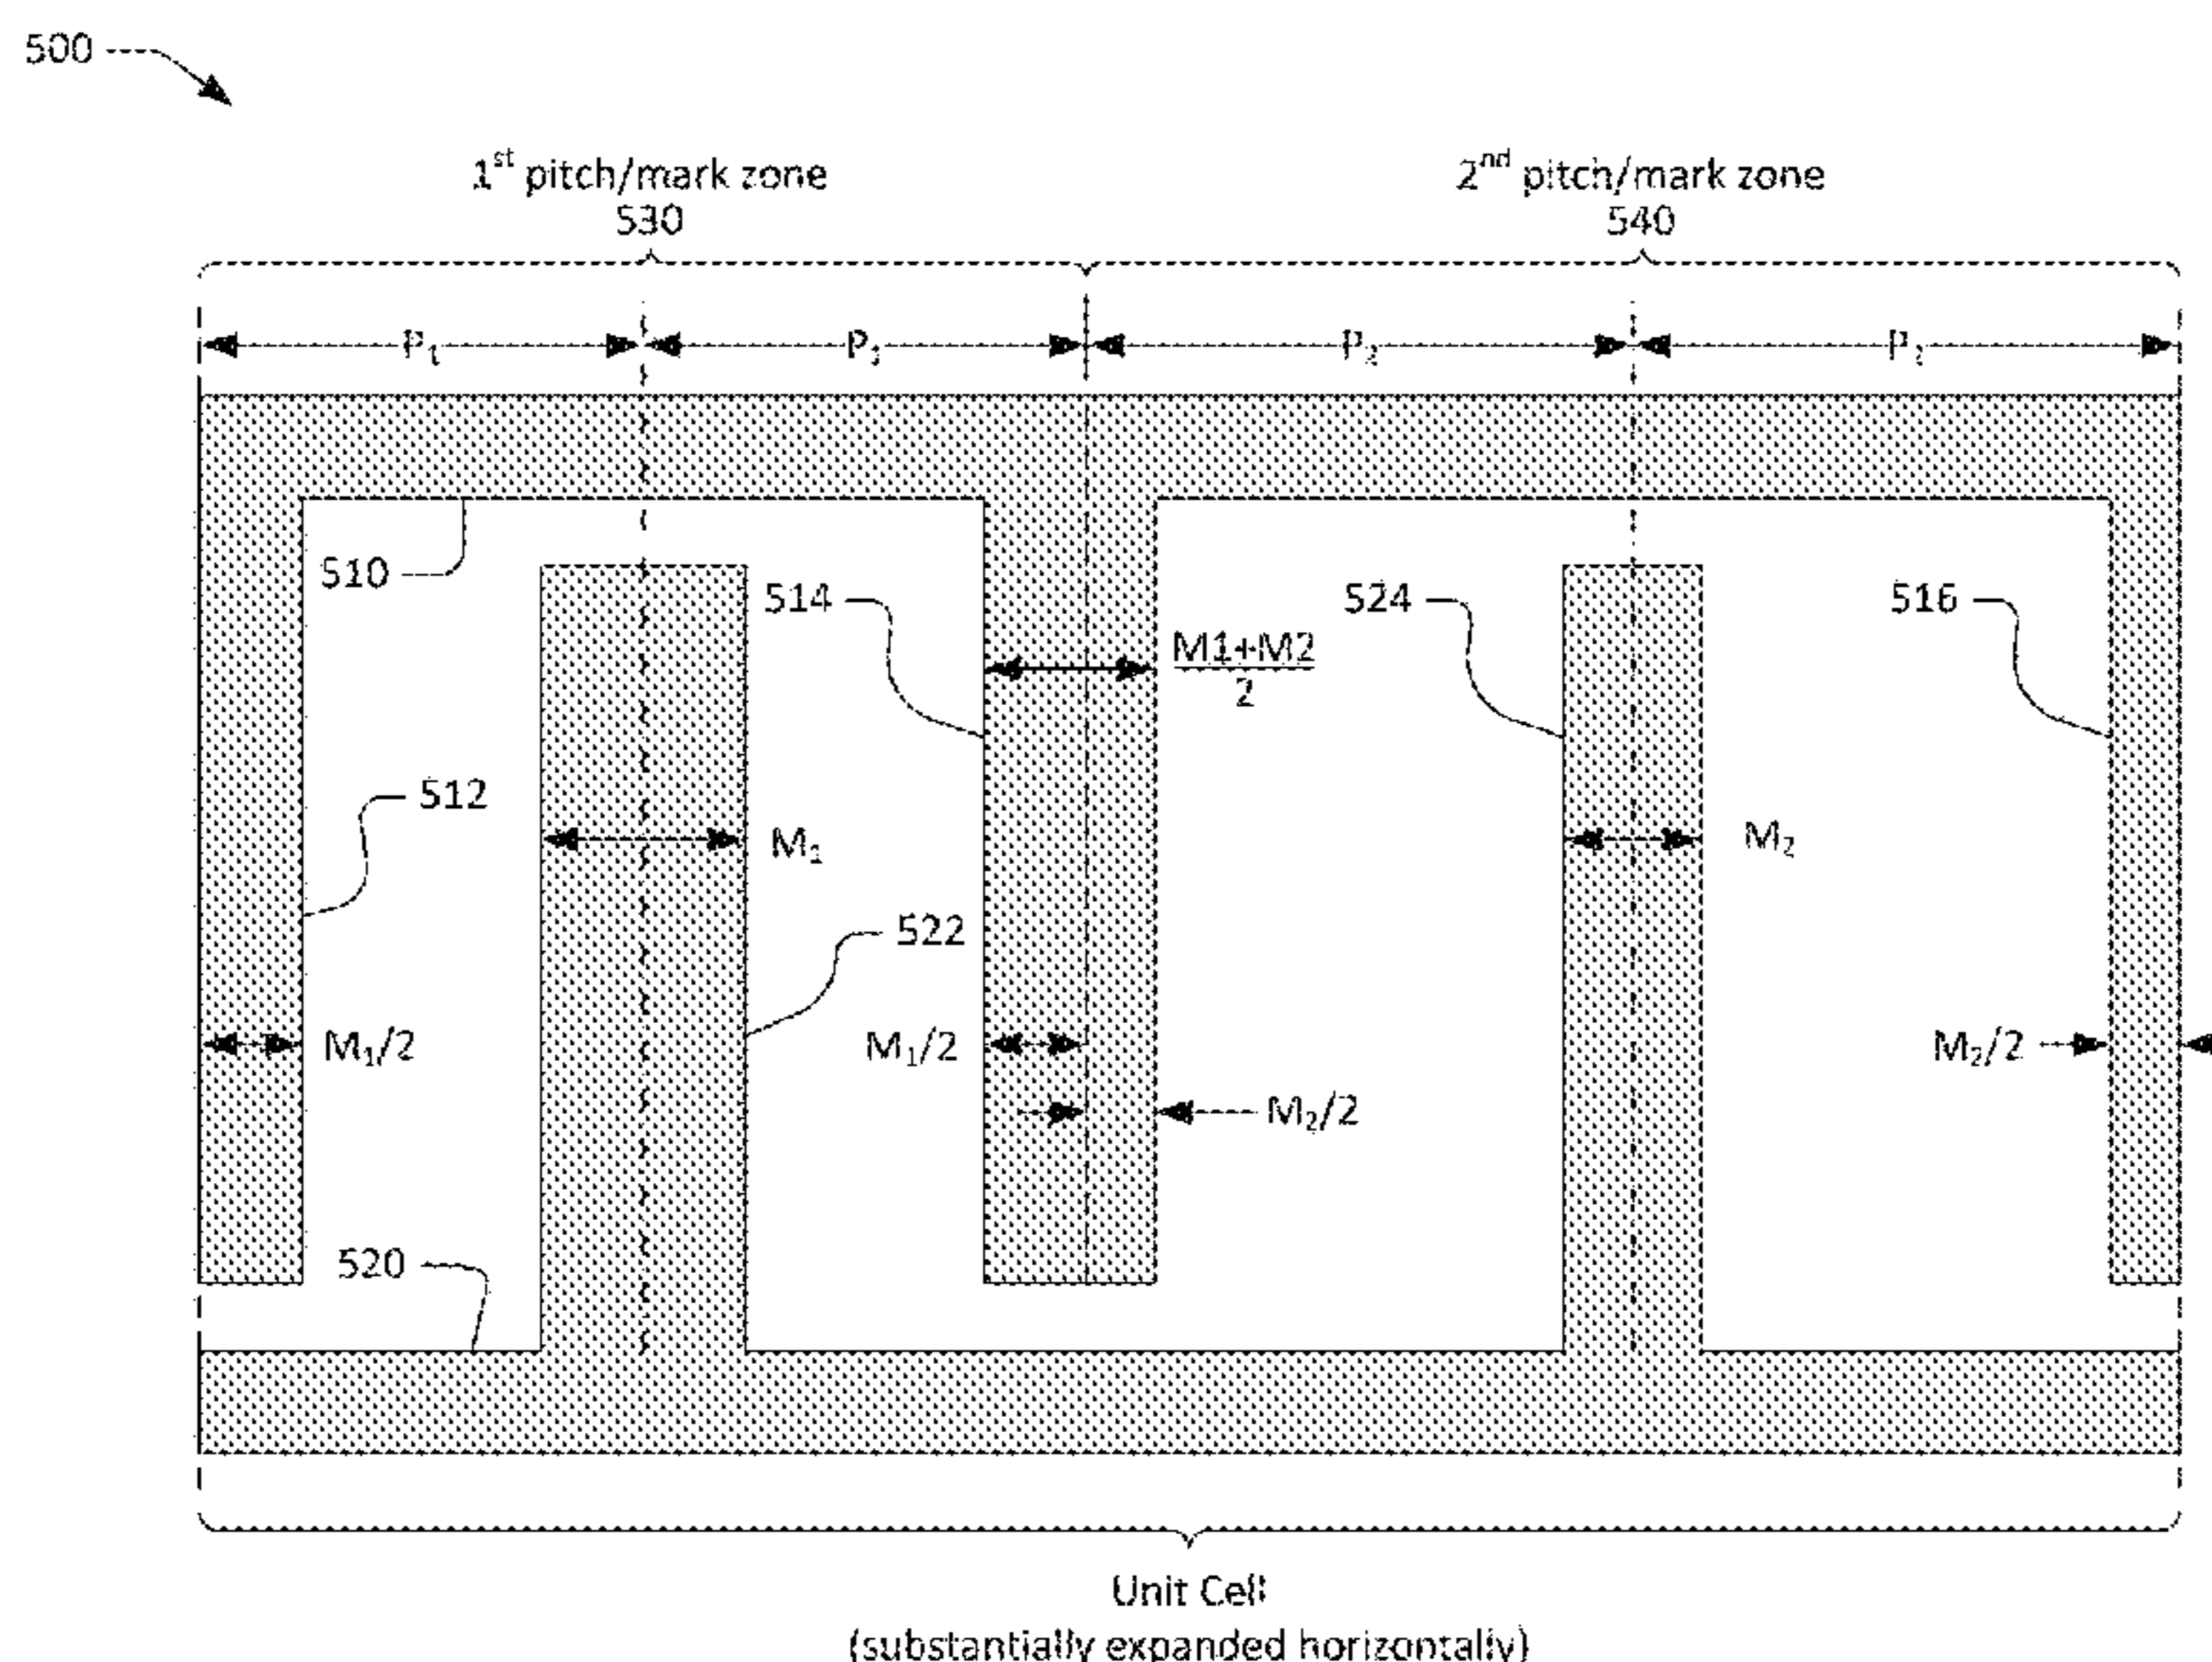 500
1st pitch/mark zone
530
2nd pitch/mark zone
540
P₁
P₁
P₂
P₂
510
514
M1+M2
2
524
516
512
M₁
M₂
522
M₁/2
M₁/2
M₂/2
M₂/2
520
Unit Cell
(substantially expanded horizontally)